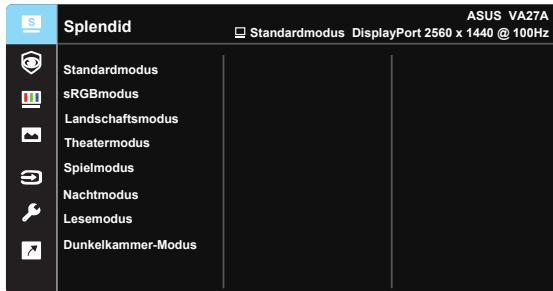 S
Splendid
ASUS VA27A
Standardmodus DisplayPort 2560 x 1440 @ 100Hz
Standardmodus
sRGBmodus
Landschaftsmodus
Theatermodus
Spielmodus
Nachtmodus
Lesemodus
Dunkelkammer-Modus